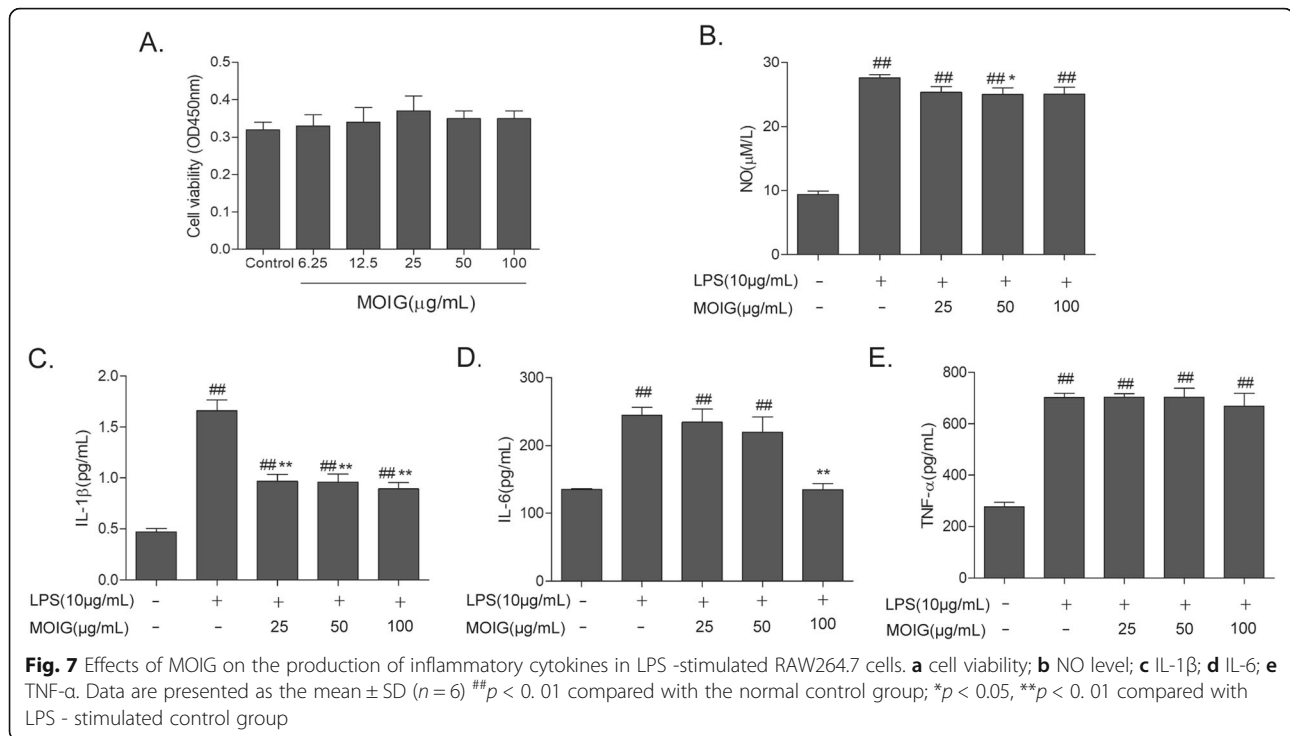 A.
Cell viability (OD450nm)
0.5
0.4
0.3
0.2
0.1
0.0
Control 6.25 12.5 25 50 100
MOIG(μg/mL)
B.
NO(μM/L)
30
20
10
0
## ## ## * ##
LPS(10μg/mL) − + + + +
MOIG(μg/mL) − − 25 50 100
C.
IL-1β(pg/mL)
2.0
1.5
1.0
0.5
0.0
## ## ** ## ** ## **
LPS(10μg/mL) − + + + +
MOIG(μg/mL) − − 25 50 100
D.
IL-6(pg/mL)
300
200
100
0
## ## ## **
LPS(10μg/mL) − + + + +
MOIG(μg/mL) − − 25 50 100
E.
TNF-α(pg/mL)
800
600
400
200
0
## ## ## ##
LPS(10μg/mL) − + + + +
MOIG(μg/mL) − − 25 50 100
Fig. 7 Effects of MOIG on the production of inflammatory cytokines in LPS -stimulated RAW264.7 cells. a cell viability; b NO level; c IL-1β; d IL-6; e
TNF-α. Data are presented as the mean ± SD (n = 6) ##p < 0. 01 compared with the normal control group; *p < 0.05, **p < 0. 01 compared with
LPS - stimulated control group